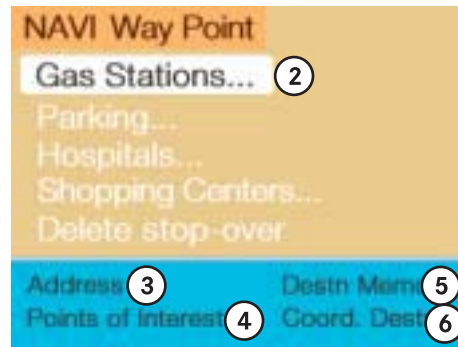 NAVI Way Point
Gas Stations... 2
Parking...
Hospitals...
Shopping Centers...
Delete stop-over
Address 3 Destn Mem 5
Points of Interest 4 Coord. Dest 6